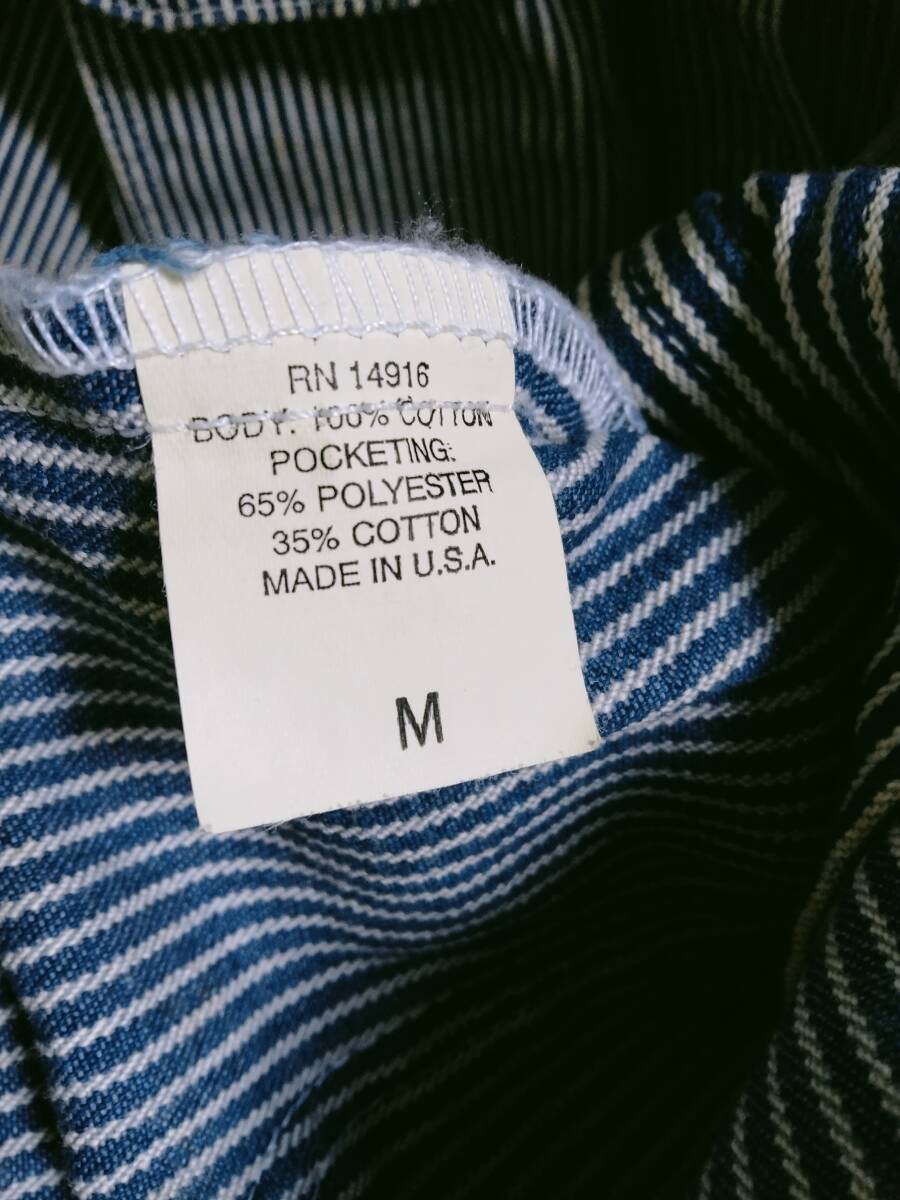 RN 14916
BODY: 100% COTTON
POCKETING:
65% POLYESTER
35% COTTON
MADE IN U.S.A.
M